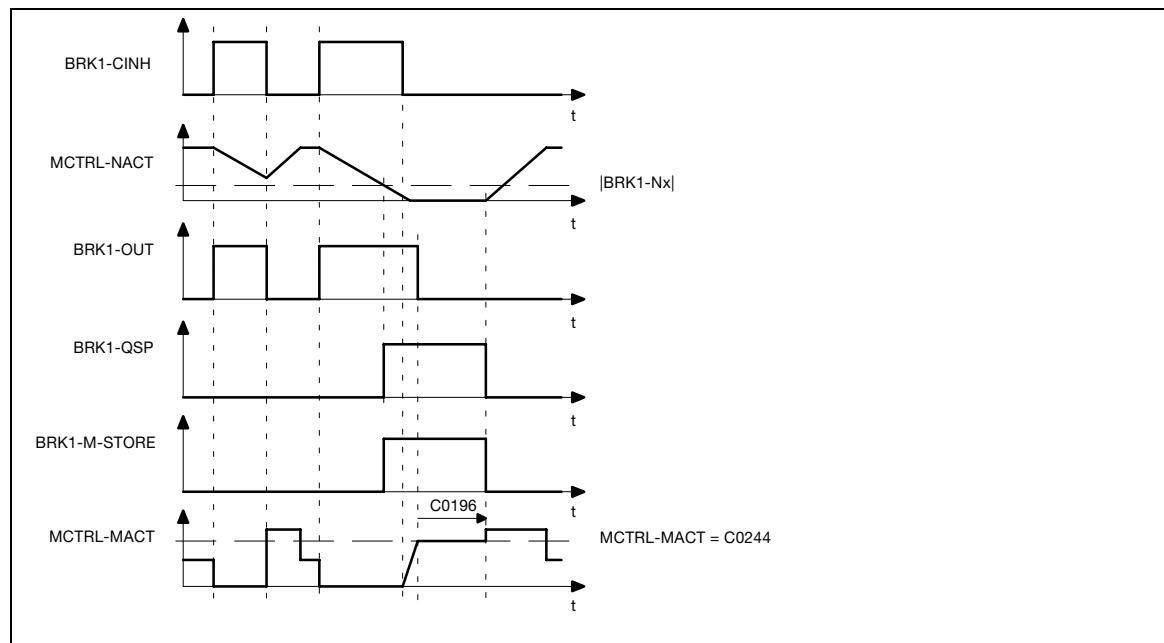 BRK1-CINH
t
MCTRL-NACT
|BRK1-Nx|
t
BRK1-OUT
t
BRK1-QSP
t
BRK1-M-STORE
t
C0196
MCTRL-MACT
MCTRL-MACT = C0244
t